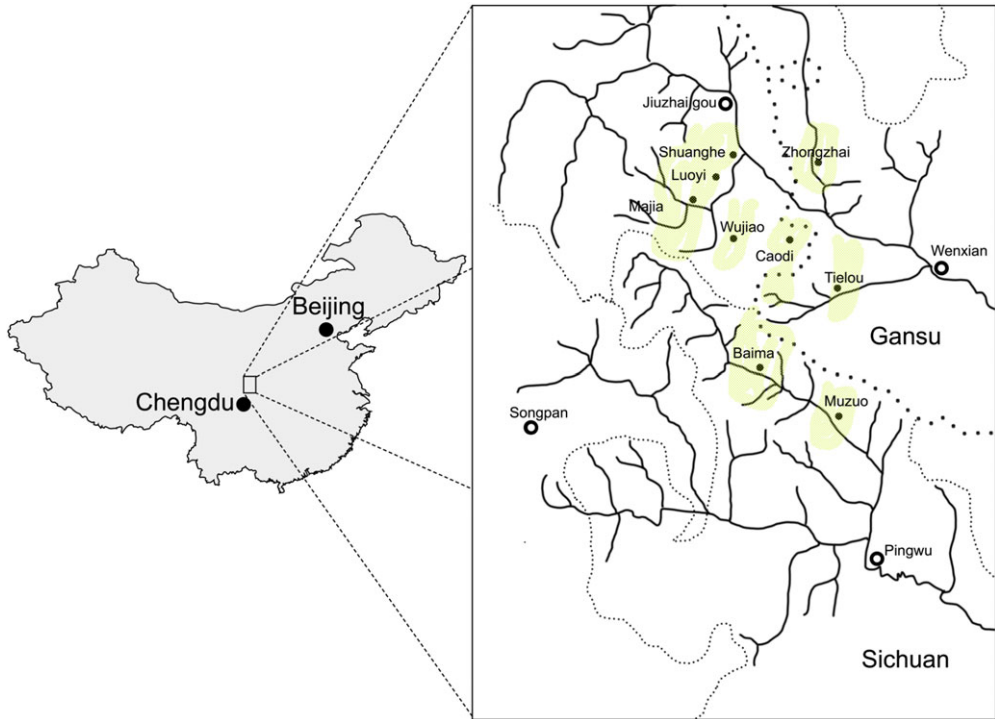 Beijing
Chengdu
Jiuzhaigou
Shuanghe
Zhongzhai
Luoyi
Majia
Wujiao
Caodi
Wenxian
Tielou
Gansu
Baima
Muzuo
Songpan
Pingwu
Sichuan